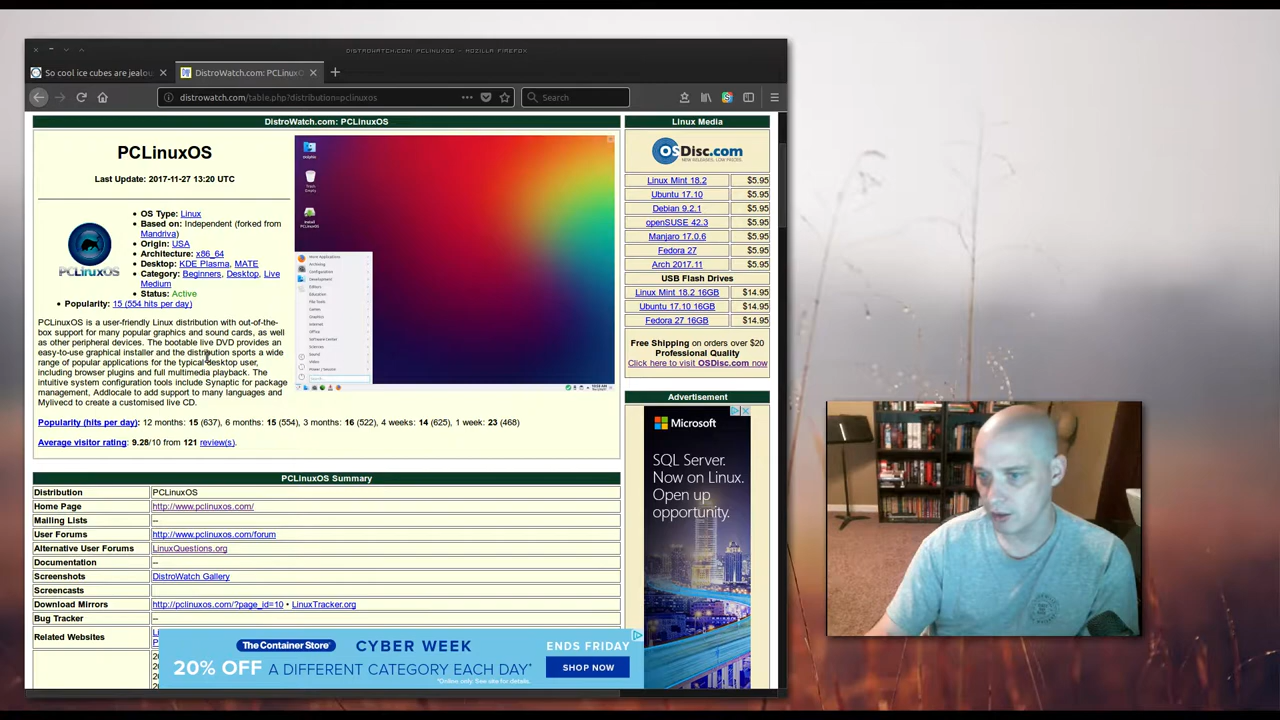 DISTROWATCH.COM: PCLINUXOS – MOZILLA FIREFOX
So cool ice cubes are jealou
DistroWatch.com: PCLinuxO
distrowatch.com/table.php?distribution=pclinuxos
Search
DistroWatch.com: PCLinuxOS
PCLinuxOS
Last Update: 2017-11-27 13:20 UTC
PCLinuxOS
• OS Type: Linux
• Based on: Independent (forked from
Mandriva)
• Origin: USA
• Architecture: x86_64
• Desktop: KDE Plasma, MATE
• Category: Beginners, Desktop, Live
Medium
• Status: Active
• Popularity: 15 (554 hits per day)
PCLinuxOS is a user-friendly Linux distribution with out-of-the-
box support for many popular graphics and sound cards, as well
as other peripheral devices. The bootable live DVD provides an
easy-to-use graphical installer and the distribution sports a wide
range of popular applications for the typical desktop user,
including browser plugins and full multimedia playback. The
intuitive system configuration tools include Synaptic for package
management, Addlocale to add support to many languages and
Mylivecd to create a customised live CD.
Popularity (hits per day): 12 months: 15 (637), 6 months: 15 (554), 3 months: 16 (522), 4 weeks: 14 (625), 1 week: 23 (468)
Average visitor rating: 9.28/10 from 121 review(s).
PCLinuxOS Summary
Distribution PCLinuxOS
Home Page http://www.pclinuxos.com/
Mailing Lists --
User Forums http://www.pclinuxos.com/forum
Alternative User Forums LinuxQuestions.org
Documentation --
Screenshots DistroWatch Gallery
Screencasts
Download Mirrors http://pclinuxos.com/?page_id=10 • LinuxTracker.org
Bug Tracker --
Related Websites
Linux Media
OSDisc.com
NEW RELEASES, LOW PRICES
Linux Mint 18.2 $5.95
Ubuntu 17.10 $5.95
Debian 9.2.1 $5.95
openSUSE 42.3 $5.95
Manjaro 17.0.6 $5.95
Fedora 27 $5.95
Arch 2017.11 $5.95
USB Flash Drives
Linux Mint 18.2 16GB $14.95
Ubuntu 17.10 16GB $14.95
Fedora 27 16GB $14.95
Free Shipping on orders over $20
Professional Quality
Click here to visit OSDisc.com now
Advertisement
Microsoft
SQL Server.
Now on Linux.
Open up
opportunity.
The Container Store
CYBER WEEK
ENDS FRIDAY
20% OFF A DIFFERENT CATEGORY EACH DAY*
*Online only. See site for details.
SHOP NOW